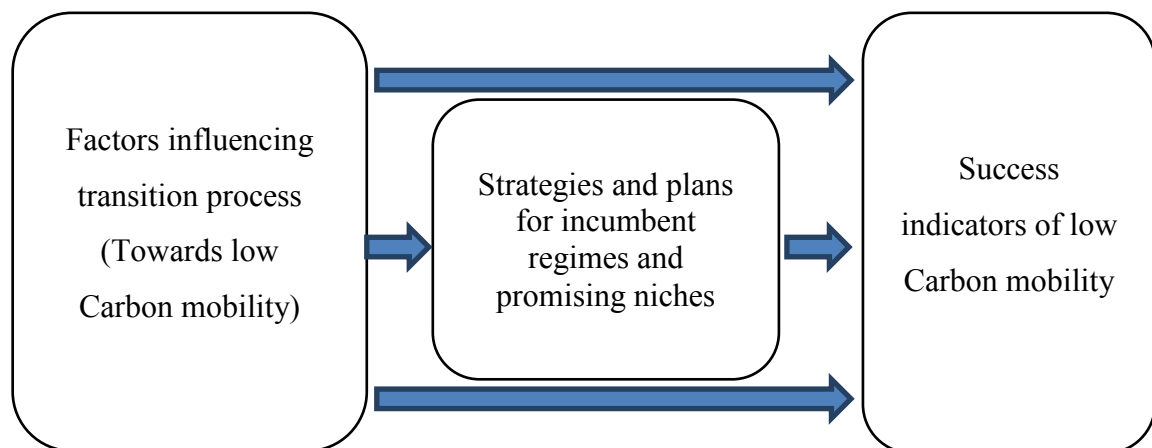 Factors influencing
transition process
(Towards low
Carbon mobility)
Strategies and plans
for incumbent
regimes and
promising niches
Success
indicators of low
Carbon mobility